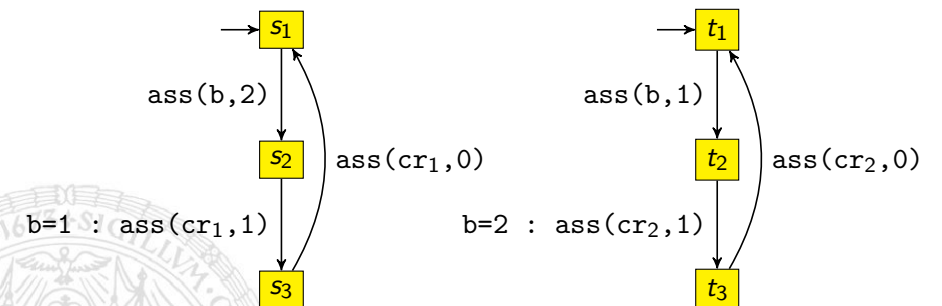 s₁ t₁
ass(b,2) ass(b,1)
s₂ t₂
ass(cr₁,0) ass(cr₂,0)
b=1 : ass(cr₁,1) b=2 : ass(cr₂,1)
s₃ t₃